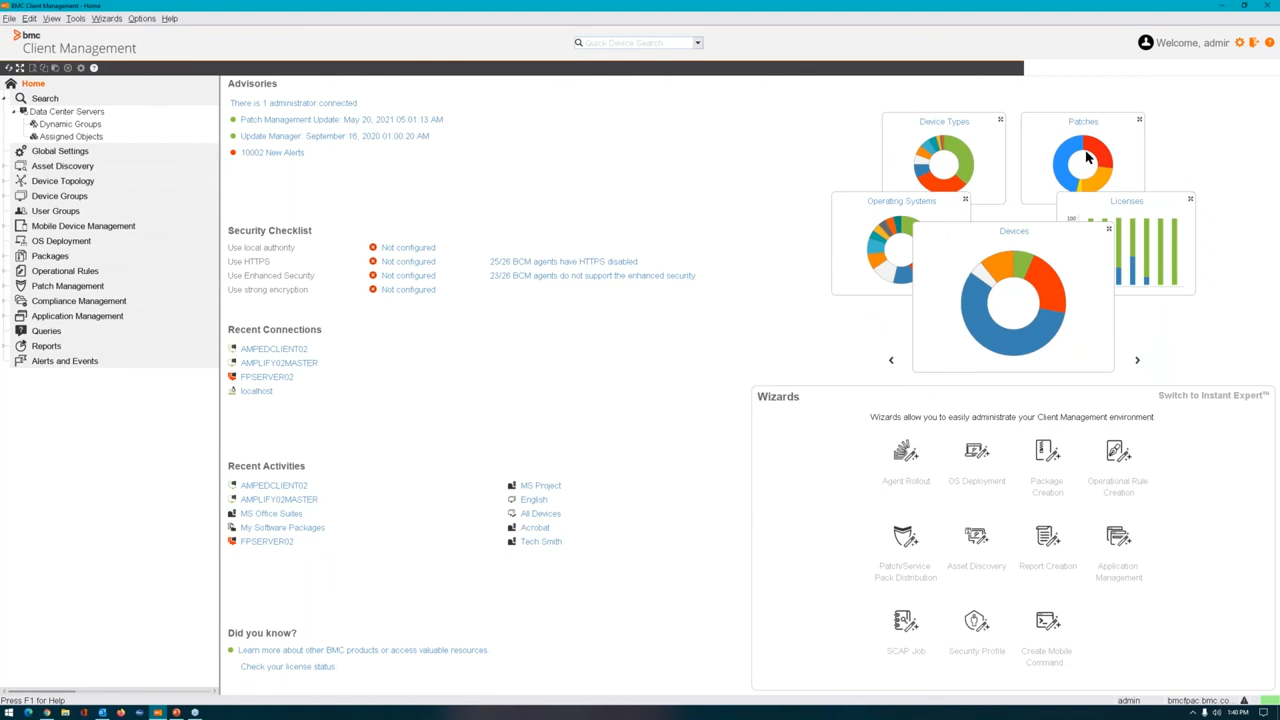 BMC Client Management - Home
File Edit View Tools Wizards Options Help
bmc
Client Management
Quick Device Search
Welcome, admin
Home
Search
Data Center Servers
Dynamic Groups
Assigned Objects
Global Settings
Asset Discovery
Device Topology
Device Groups
User Groups
Mobile Device Management
OS Deployment
Packages
Operational Rules
Patch Management
Compliance Management
Application Management
Queries
Reports
Alerts and Events
Advisories
There is 1 administrator connected
Patch Management Update: May 20, 2021 05:01:13 AM
Update Manager: September 16, 2020 01:00:20 AM
10002 New Alerts
Security Checklist
Use local authority Not configured
Use HTTPS Not configured 25/26 BCM agents have HTTPS disabled
Use Enhanced Security Not configured 23/26 BCM agents do not support the enhanced security
Use strong encryption Not configured
Recent Connections
AMPEDCLIENT02
AMPLIFY02MASTER
FPSERVER02
localhost
Recent Activities
AMPEDCLIENT02 MS Project
AMPLIFY02MASTER English
MS Office Suites All Devices
My Software Packages Acrobat
FPSERVER02 Tech Smith
Did you know?
Learn more about other BMC products or access valuable resources.
Check your license status.
Device Types
Patches
Operating Systems
Licenses
100
Devices
Wizards
Switch to Instant Expert™
Wizards allow you to easily administrate your Client Management environment.
Agent Rollout
OS Deployment
Package
Creation
Operational Rule
Creation
Patch/Service
Pack Distribution
Asset Discovery
Report Creation
Application
Management
SCAP Job
Security Profile
Create Mobile
Command...
Press F1 for Help
admin
bmcfpac.bmc.co
1:40 PM